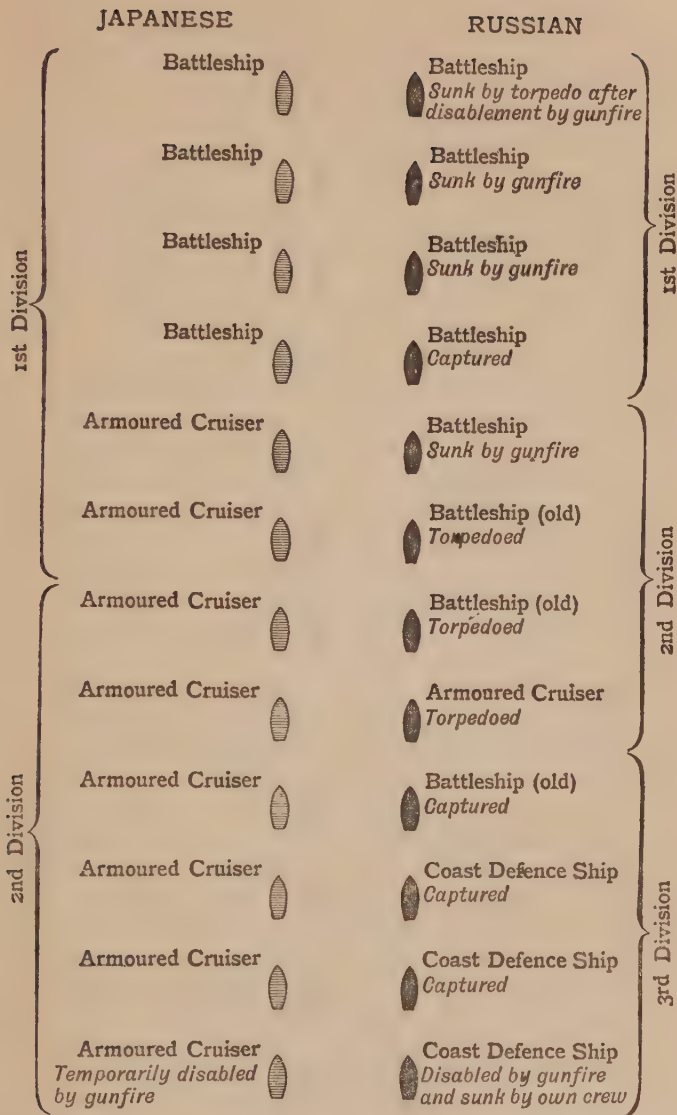 JAPANESE
RUSSIAN
1st Division
Battleship
Battleship
Battleship
Battleship
Armoured Cruiser
Armoured Cruiser
2nd Division
Armoured Cruiser
Armoured Cruiser
Armoured Cruiser
Armoured Cruiser
Armoured Cruiser
Armoured Cruiser
Temporarily disabled
by gunfire
Battleship
Sunk by torpedo after
disablement by gunfire
Battleship
Sunk by gunfire
Battleship
Sunk by gunfire
Battleship
Captured
1st Division
Battleship
Sunk by gunfire
Battleship (old)
Torpedoed
Battleship (old)
Torpedoed
Armoured Cruiser
Torpedoed
2nd Division
Battleship (old)
Captured
Coast Defence Ship
Captured
Coast Defence Ship
Captured
Coast Defence Ship
Disabled by gunfire
and sunk by own crew
3rd Division